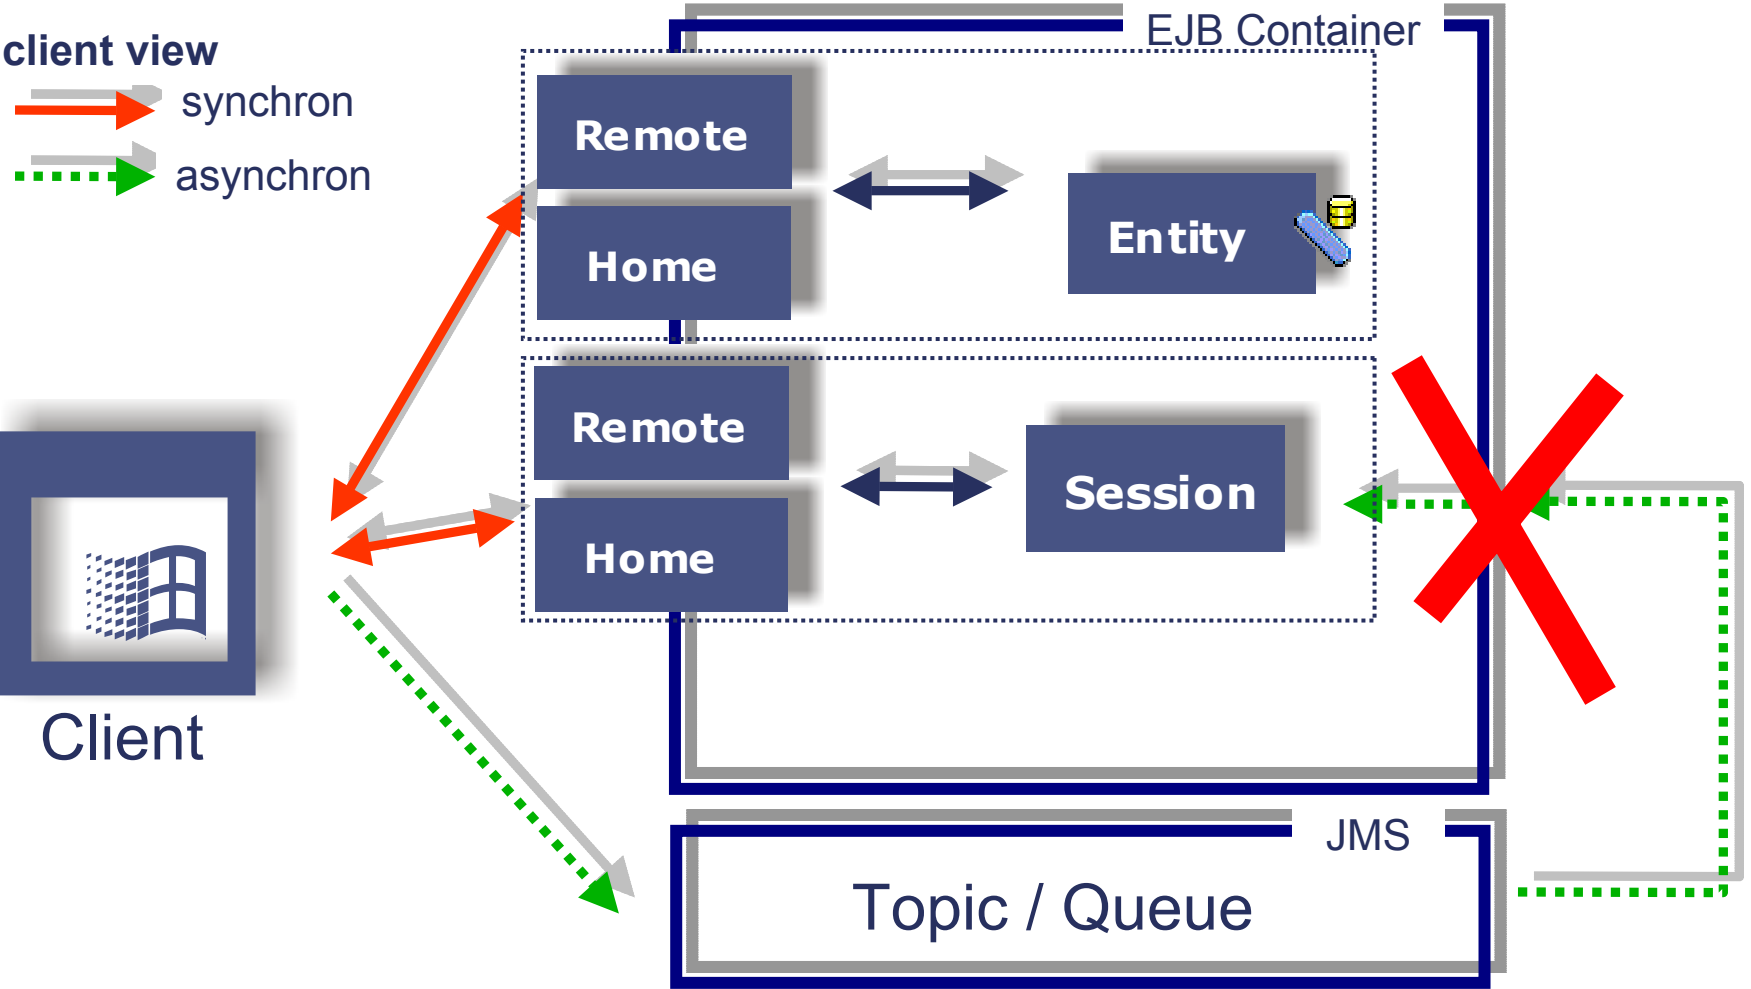 client view
synchron
asynchron
EJB Container
Remote
Home
Entity
Remote
Home
Session
Client
JMS
Topic / Queue